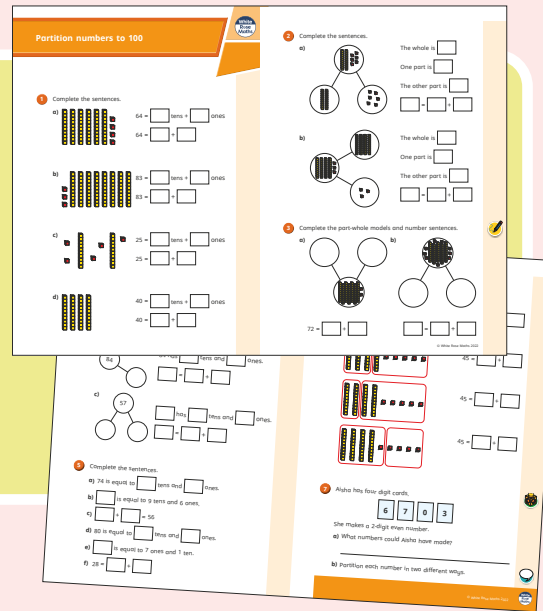 Partition numbers to 100
White Rose Maths
1 Complete the sentences.
a)
64 = tens + ones
64 = +
b)
83 = tens + ones
83 = +
c)
25 = tens + ones
25 = +
d)
40 = tens + ones
40 = +
2 Complete the sentences.
a)
The whole is
One part is
The other part is
= +
b)
The whole is
One part is
The other part is
= +
3 Complete the part-whole models and number sentences.
a) b)
72 = +
= +
© White Rose Maths 2022
84
tens and ones.
= +
c)
57
has tens and ones.
= +
5 Complete the sentences.
a) 74 is equal to tens and ones.
b) is equal to 9 tens and 6 ones.
c) + = 56
d) 80 is equal to tens and ones.
e) is equal to 7 ones and 1 ten.
f) 28 = +
45 = +
45 = +
45 = +
7 Aisha has four digit cards.
6 7 0 3
She makes a 2-digit even number.
a) What numbers could Aisha have made?
b) Partition each number in two different ways.
White Rose Maths